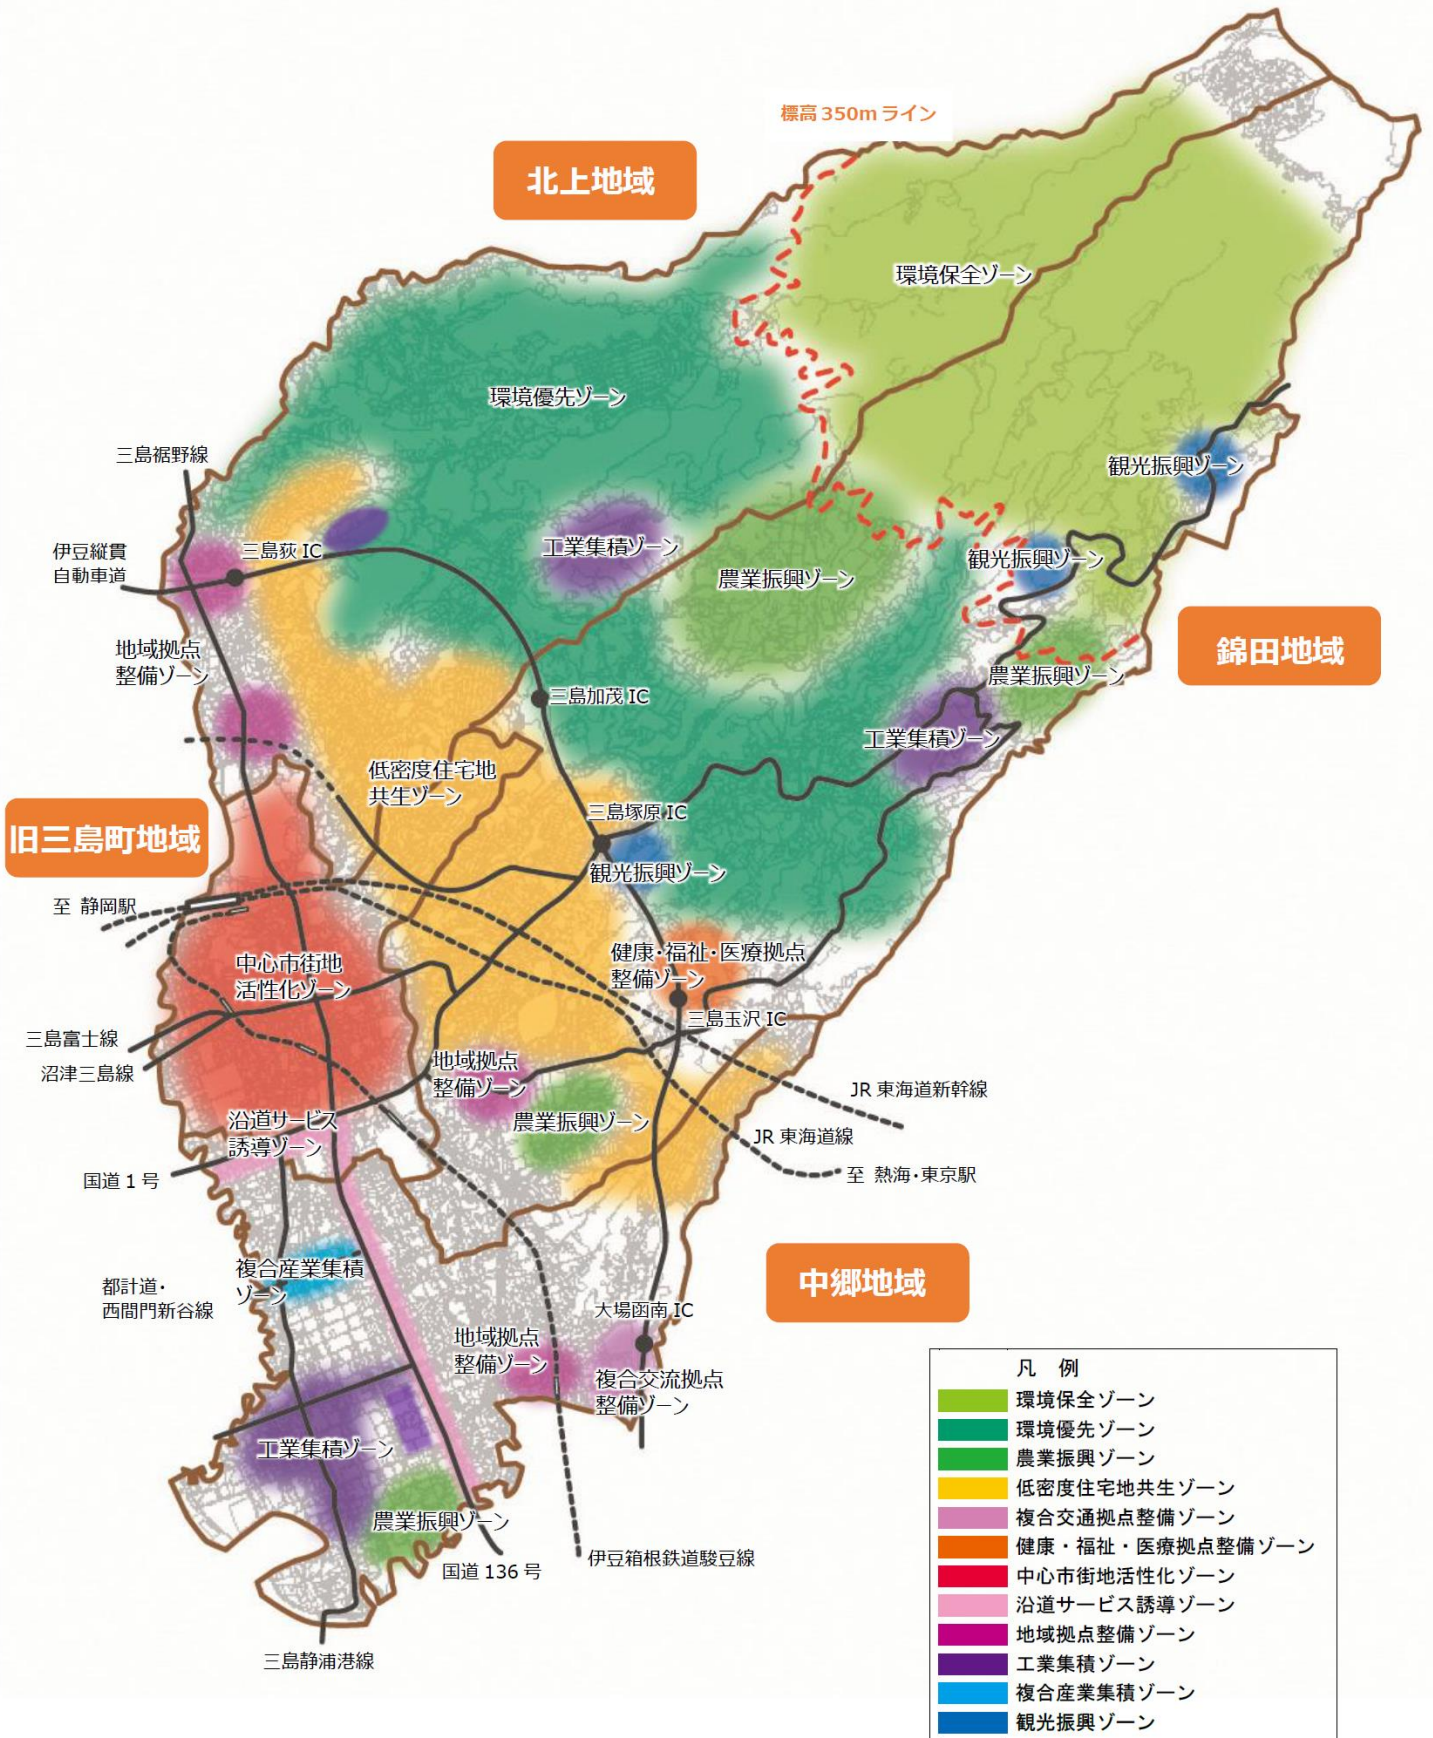 標高350mライン
北上地域
環境保全ゾーン
環境優先ゾーン
三島裾野線
観光振興ゾーン
伊豆縦貫
自動車道
三島荻 IC
工業集積ゾーン
農業振興ゾーン
観光振興ゾーン
地域拠点
整備ゾーン
錦田地域
農業振興ゾーン
三島加茂 IC
工業集積ゾーン
低密度住宅地
共生ゾーン
三島塚原 IC
旧三島町地域
観光振興ゾーン
至 静岡駅
中心市街地
活性化ゾーン
健康・福祉・医療拠点
整備ゾーン
三島玉沢 IC
三島富士線
沼津三島線
地域拠点
整備ゾーン
JR 東海道新幹線
沿道サービス
誘導ゾーン
農業振興ゾーン
JR 東海道線
国道 1 号
至 熱海・東京駅
複合産業集積
ゾーン
中郷地域
都計道・
西間門新谷線
大場函南 IC
地域拠点
整備ゾーン
複合交流拠点
整備ゾーン
工業集積ゾーン
農業振興ゾーン
伊豆箱根鉄道駿豆線
国道 136 号
三島静浦港線
凡 例
環境保全ゾーン
環境優先ゾーン
農業振興ゾーン
低密度住宅地共生ゾーン
複合交通拠点整備ゾーン
健康・福祉・医療拠点整備ゾーン
中心市街地活性化ゾーン
沿道サービス誘導ゾーン
地域拠点整備ゾーン
工業集積ゾーン
複合産業集積ゾーン
観光振興ゾーン